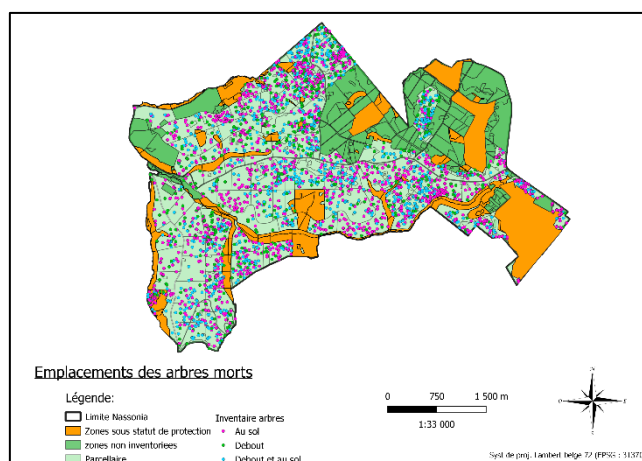 Emplacements des arbres morts
Légende:
Limite Nassonia
Zones sous statut de protection
zones non inventoriees
Parcellaire
Inventaire arbres
Au sol
Debout
Debout et au sol
0 750 1 500 m
1:33 000
N
O E
S
Syst de proj. Lambert belge 72 (EPSG : 31370